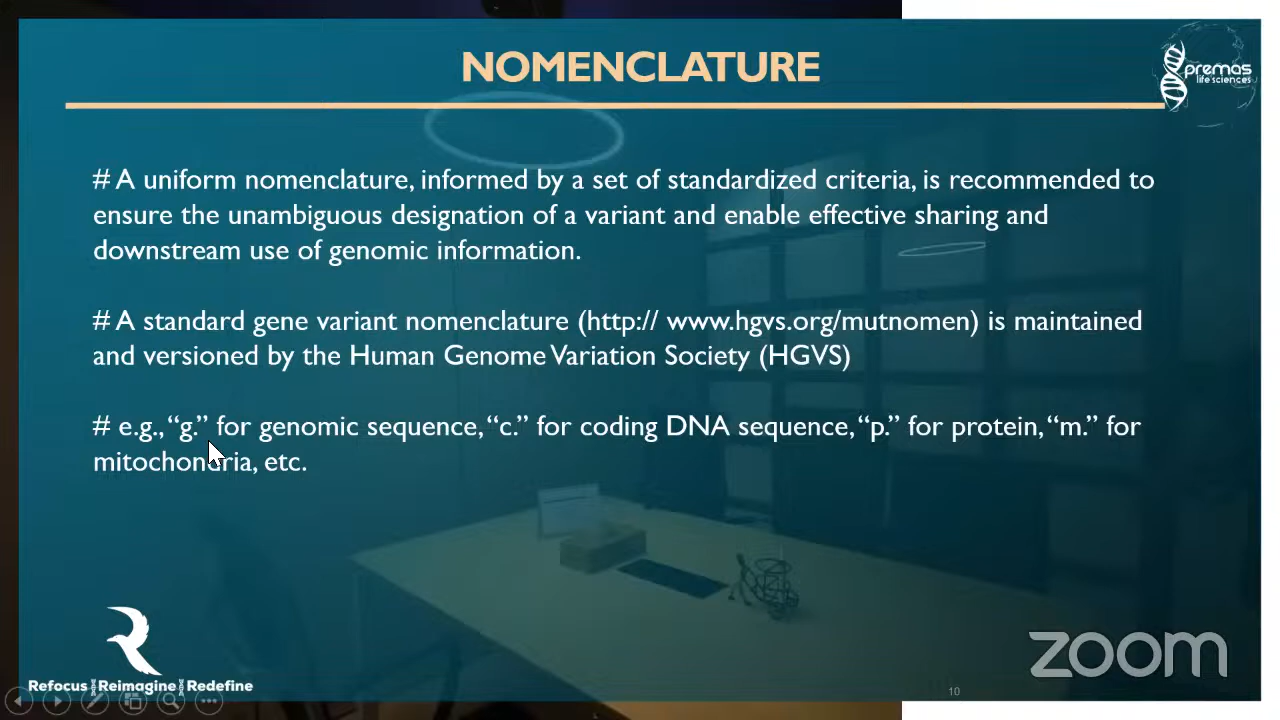 NOMENCLATURE
premas
life sciences
# A uniform nomenclature, informed by a set of standardized criteria, is recommended to
ensure the unambiguous designation of a variant and enable effective sharing and
downstream use of genomic information.
# A standard gene variant nomenclature (http:// www.hgvs.org/mutnomen) is maintained
and versioned by the Human Genome Variation Society (HGVS)
# e.g., “g.” for genomic sequence, “c.” for coding DNA sequence, “p.” for protein, “m.” for
mitochondria, etc.
zoom
Refocus Reimagine Redefine
10